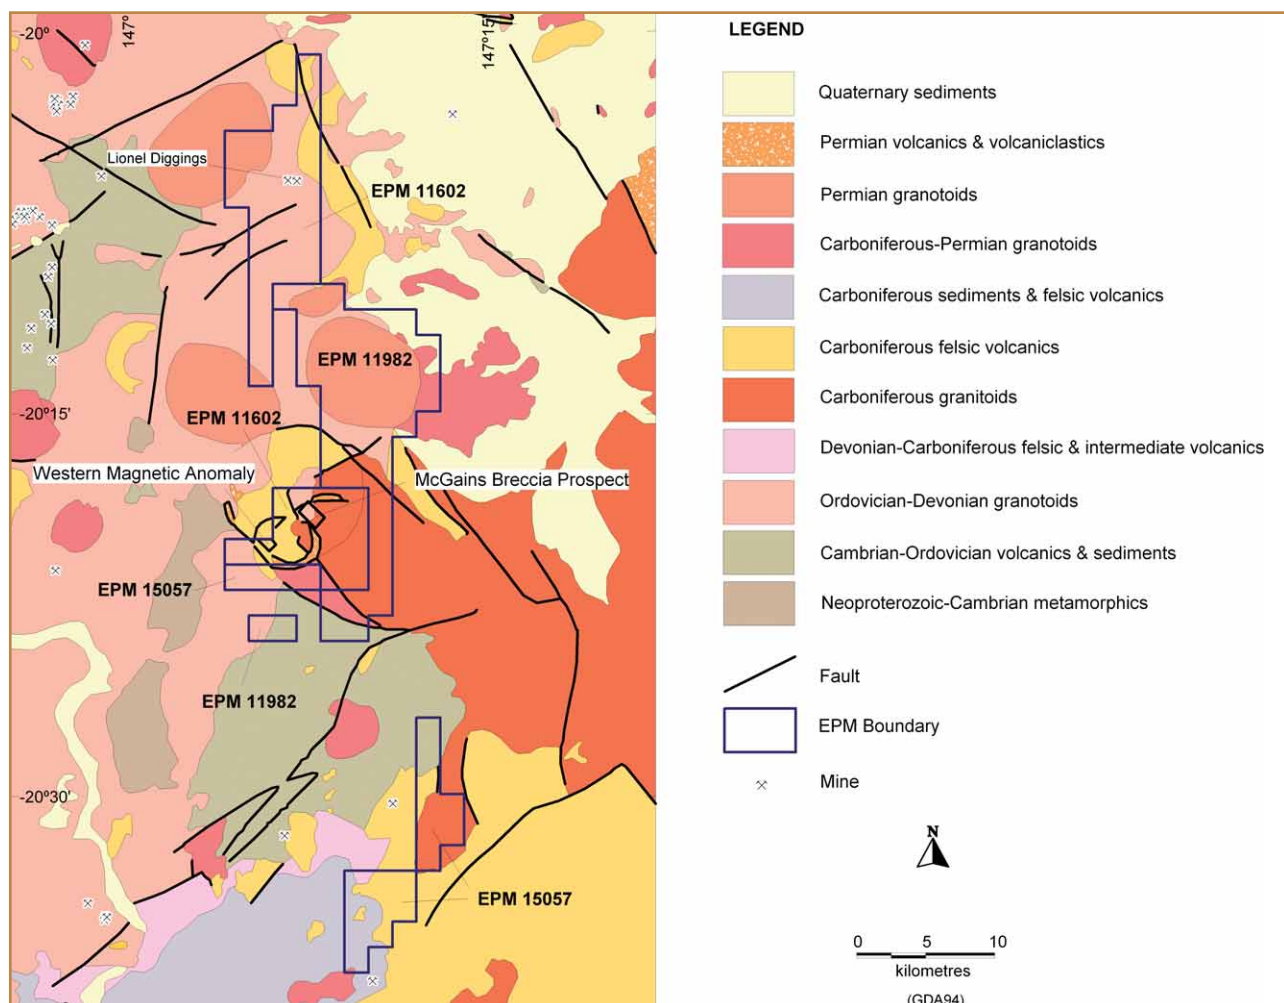 -20°
147°
147°15'
Lionel Diggings
EPM 11602
EPM 11982
-20°15'
EPM 11602
Western Magnetic Anomaly
McGains Breccia Prospect
EPM 15057
EPM 11982
-20°30'
EPM 15057
LEGEND
Quaternary sediments
Permian volcanics & volcaniclastics
Permian granotoids
Carboniferous-Permian granotoids
Carboniferous sediments & felsic volcanics
Carboniferous felsic volcanics
Carboniferous granitoids
Devonian-Carboniferous felsic & intermediate volcanics
Ordovician-Devonian granotoids
Cambrian-Ordovician volcanics & sediments
Neoproterozoic-Cambrian metamorphics
Fault
EPM Boundary
Mine
N
0 5 10
kilometres
(GDA94)